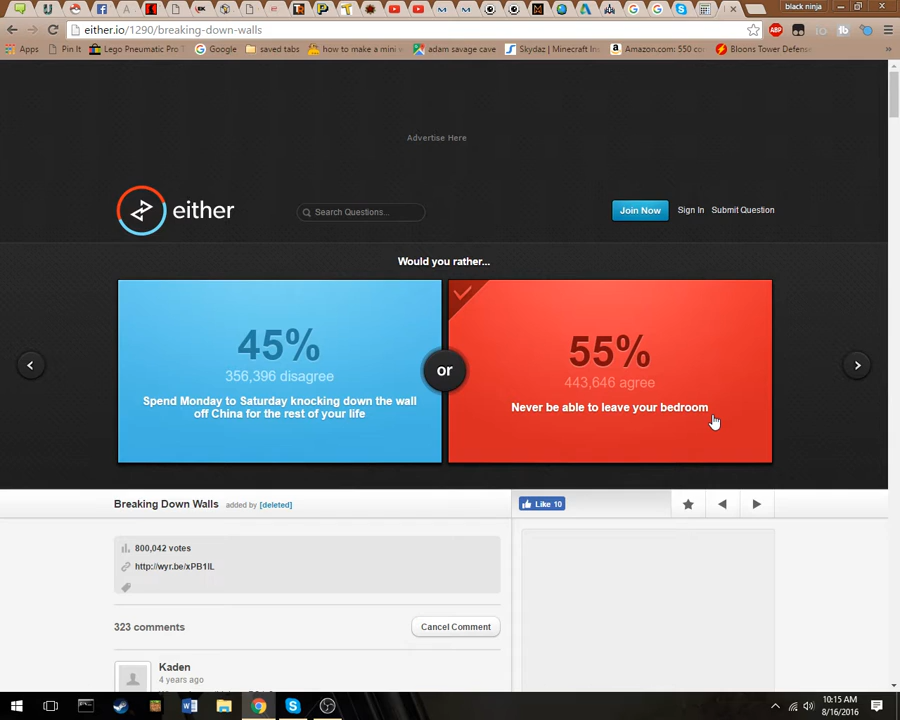 black ninja
either.io/1290/breaking-down-walls
Apps Pin It Lego Pneumatic Pro Google saved tabs how to make a mini adam savage cave Skydaz | Minecraft Ins Amazon.com: 550 co Bloons Tower Defens
Advertise Here
either
Search Questions...
Join Now
Sign In
Submit Question
Would you rather...
45%
356,396 disagree
Spend Monday to Saturday knocking down the wall
off China for the rest of your life
or
55%
443,646 agree
Never be able to leave your bedroom
Breaking Down Walls added by [deleted]
Like 10
800,042 votes
http://wyr.be/xPB1IL
323 comments
Cancel Comment
Kaden
4 years ago
10:15 AM
8/16/2016